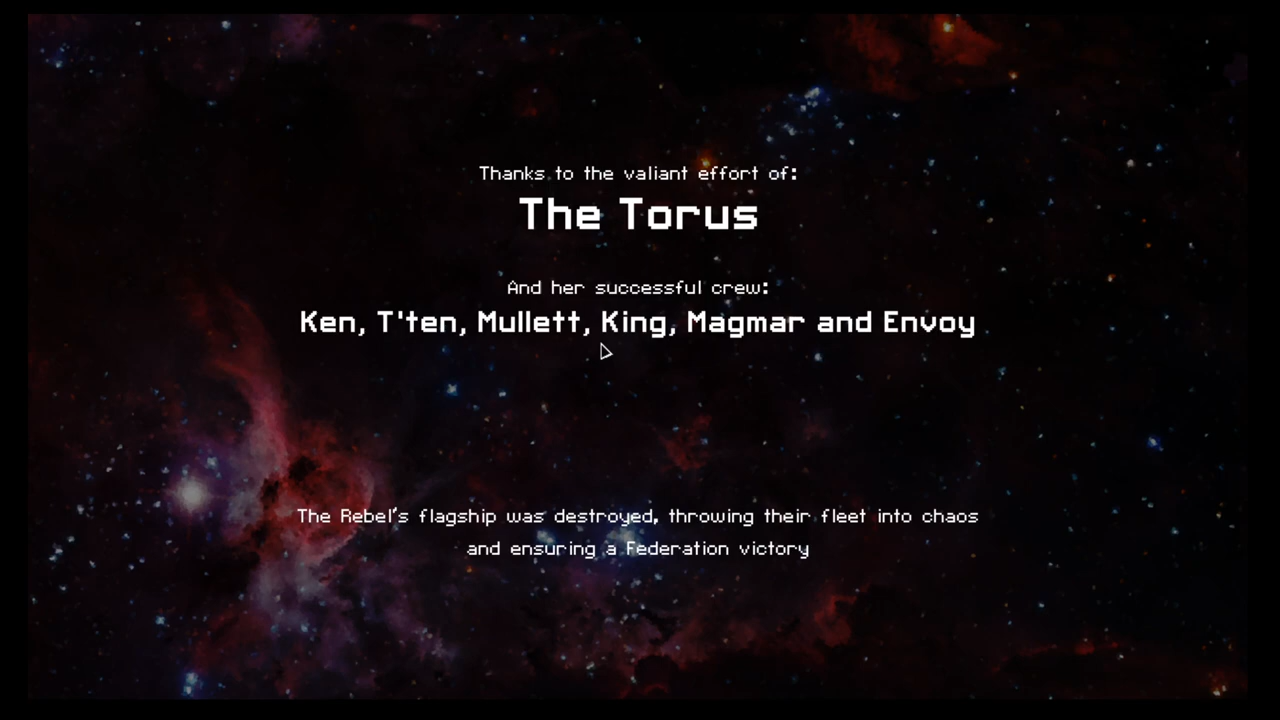 Thanks to the valiant effort of:
The Torus
And her successful crew:
Ken, T'ten, Mullett, King, Magmar and Envoy
The Rebel's flagship was destroyed, throwing their fleet into chaos
and ensuring a Federation victory